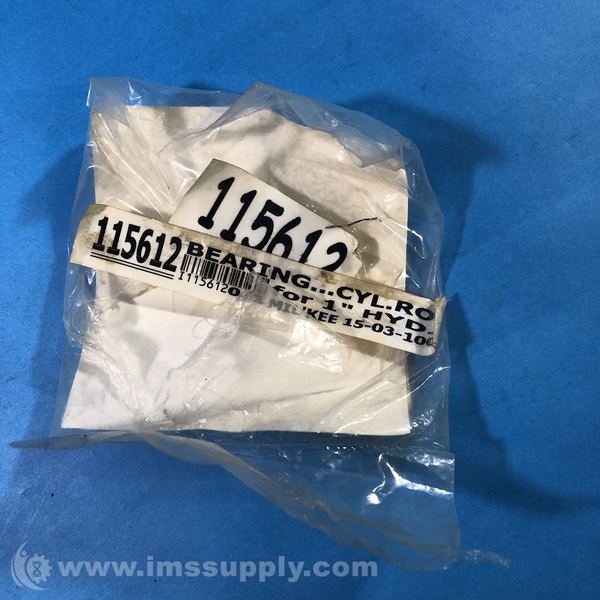 115612
115612
BEARING...CYL.RO
for 1" HYD.
MIL'KEE 15-03-100
www.imssupply.com